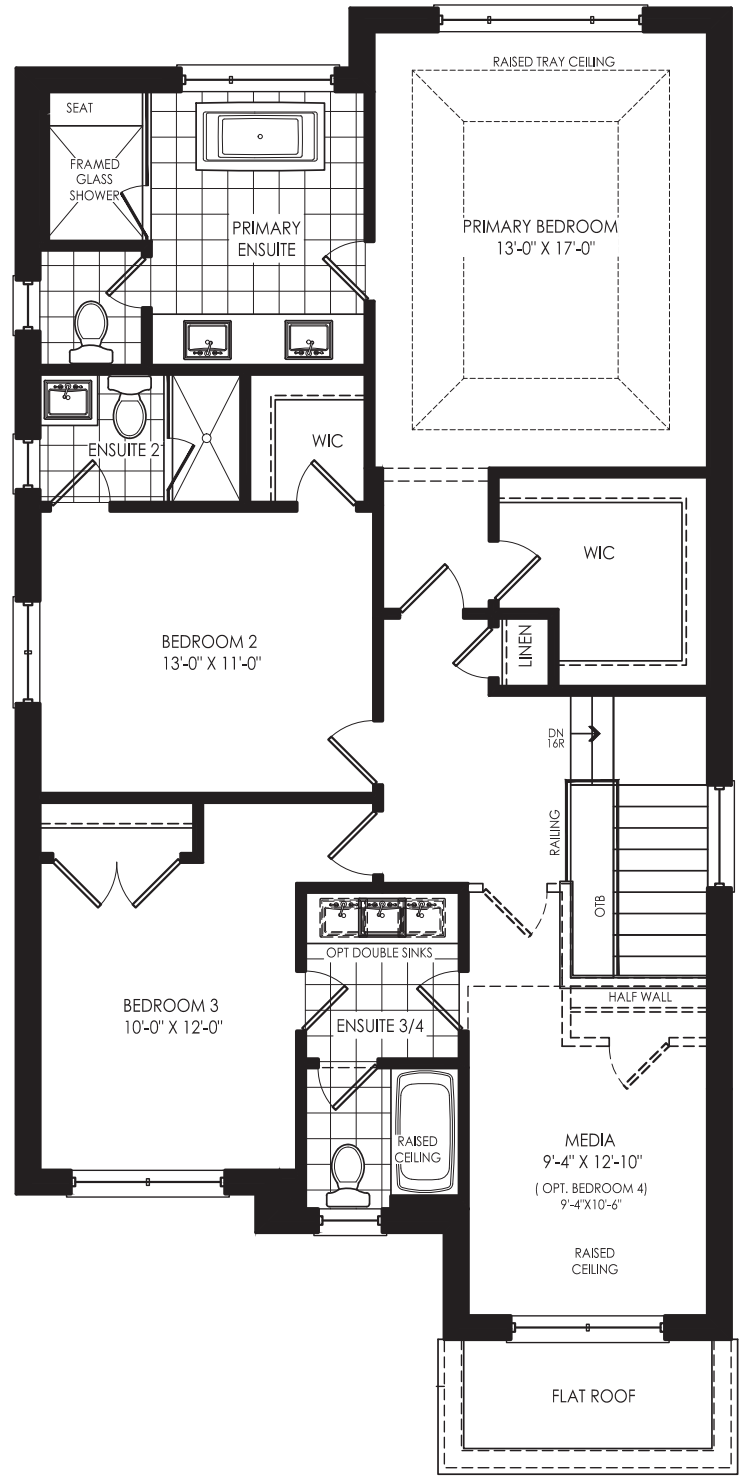 RAISED TRAY CEILING
SEAT
FRAMED
GLASS
SHOWER
PRIMARY
ENSUITE
PRIMARY BEDROOM
13'-0" X 17'-0"
ENSUITE 2
WIC
WIC
BEDROOM 2
13'-0" X 11'-0"
LINEN
DN
16R
RAILING
OTB
OPT DOUBLE SINKS
HALF WALL
BEDROOM 3
10'-0" X 12'-0"
ENSUITE 3/4
RAISED
CEILING
MEDIA
9'-4" X 12'-10"
( OPT. BEDROOM 4)
9'-4"X10'-6"
RAISED
CEILING
FLAT ROOF